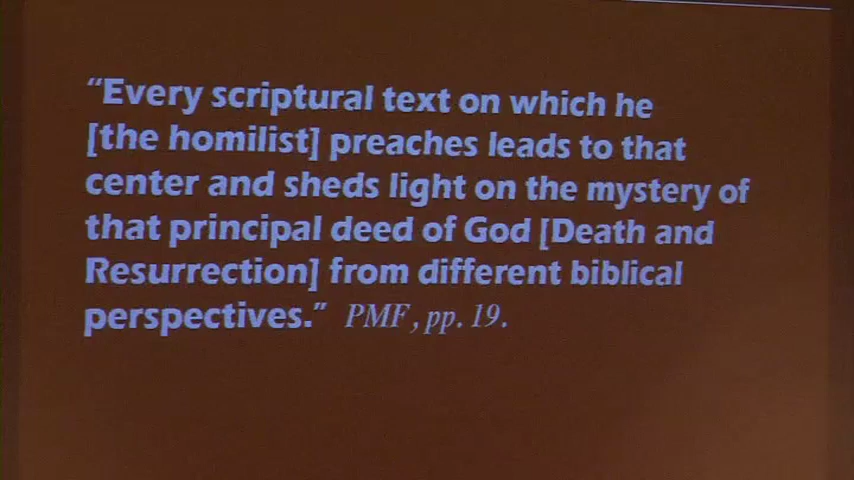 “Every scriptural text on which he
[the homilist] preaches leads to that
center and sheds light on the mystery of
that principal deed of God [Death and
Resurrection] from different biblical
perspectives.” PMF, pp. 19.